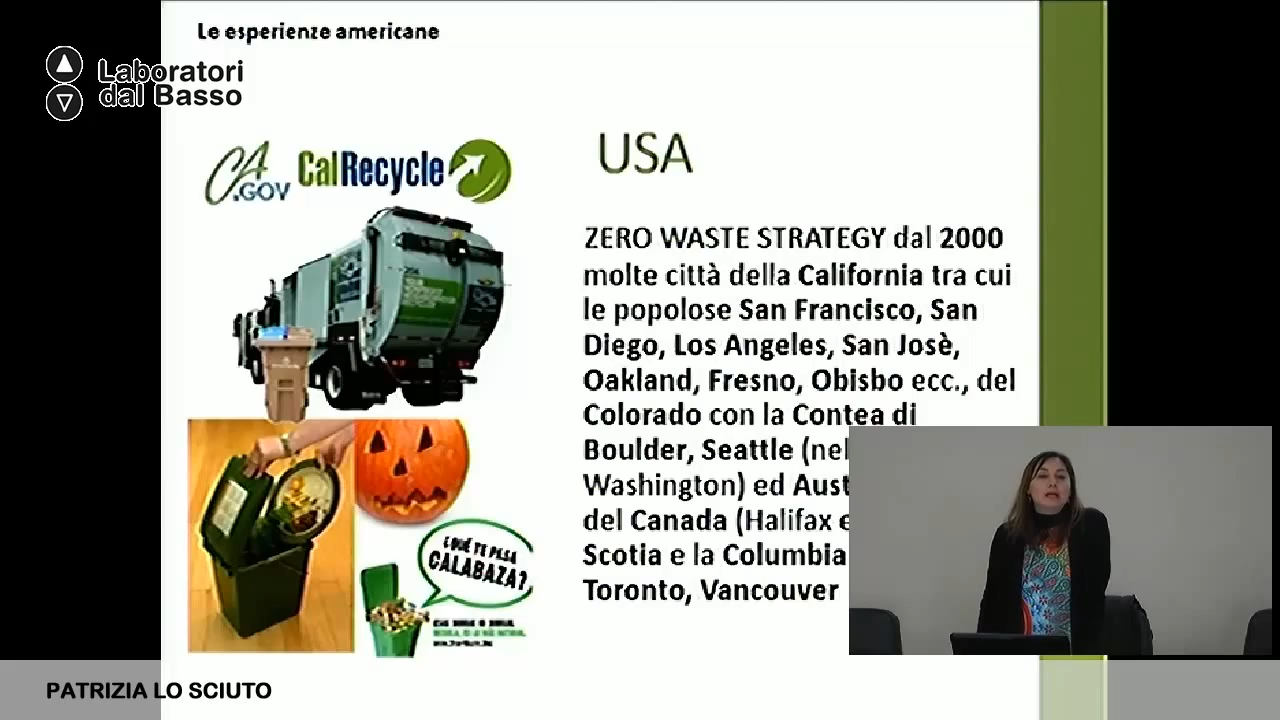 Le esperienze americane
Laboratori
dal Basso
CA
.GOV
CalRecycle
USA
ZERO WASTE STRATEGY dal 2000
molte città della California tra cui
le popolose San Francisco, San
Diego, Los Angeles, San Josè,
Oakland, Fresno, Obisbo ecc., del
Colorado con la Contea di
Boulder, Seattle (nel
Washington) ed Aust
del Canada (Halifax e
Scotia e la Columbia
Toronto, Vancouver
¿QUÉ TE PASA
CALABAZA?
PATRIZIA LO SCIUTO